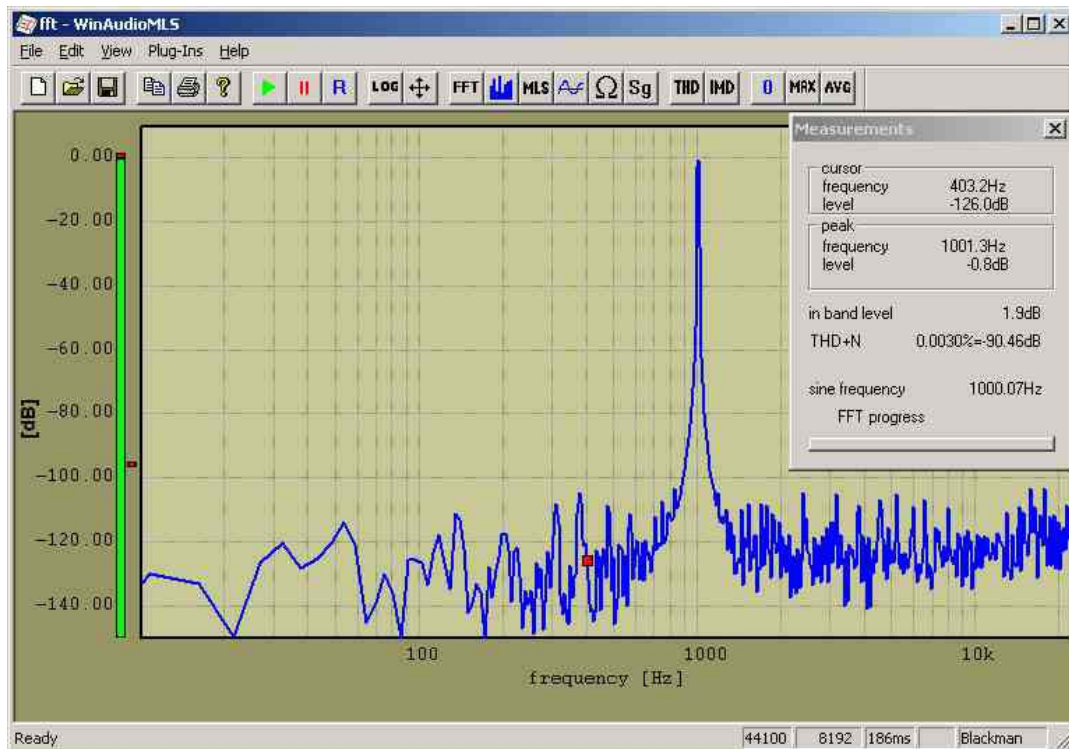 fft - WinAudioMLS
File Edit View Plug-Ins Help
R LOG FFT MLS Ω Sg THD IMD 0 MAX AVG
Measurements
cursor
frequency 403.2Hz
level -126.0dB
peak
frequency 1001.3Hz
level -0.8dB
in band level 1.9dB
THD+N 0.0030%=-90.46dB
sine frequency 1000.07Hz
FFT progress
0.00
-20.00
-40.00
-60.00
-80.00
-100.00
-120.00
-140.00
[dB]
100 1000 10k
frequency [Hz]
Ready 44100 8192 186ms Blackman